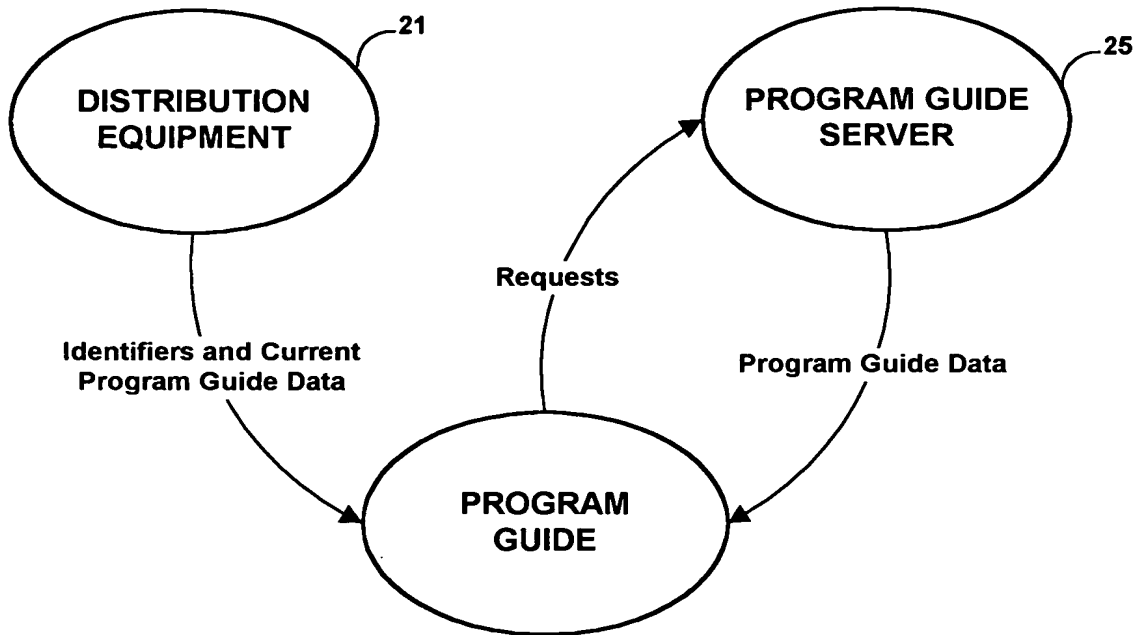 21
DISTRIBUTION
EQUIPMENT
25
PROGRAM GUIDE
SERVER
Requests
Identifiers and Current
Program Guide Data
Program Guide Data
PROGRAM
GUIDE